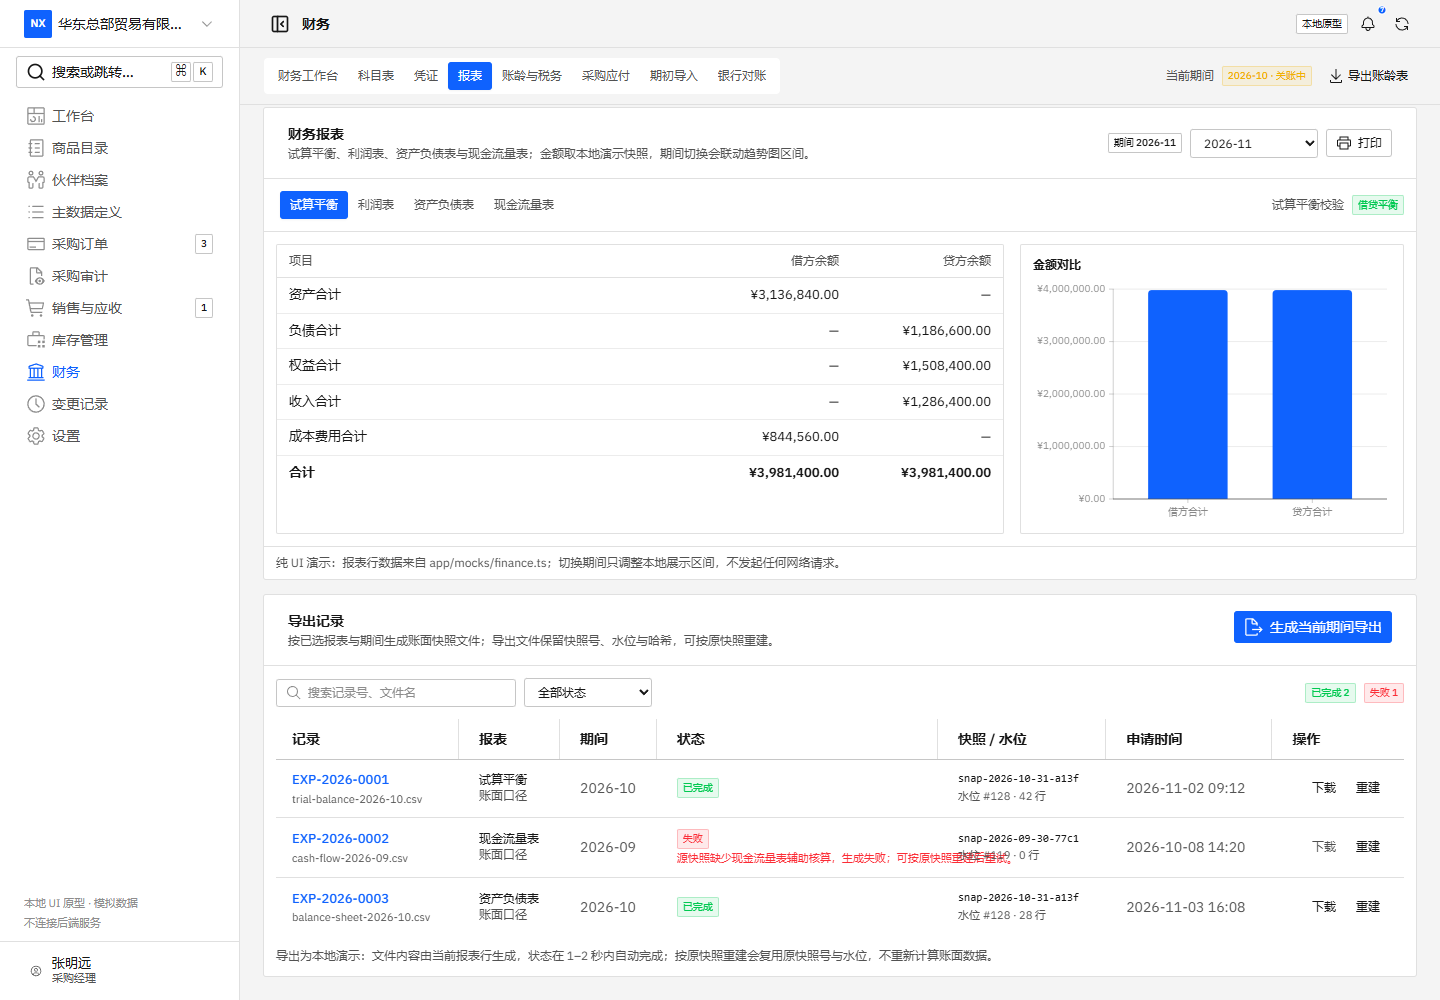 NX 华东总部贸易有限...
搜索或跳转... ⌘ K
工作台
商品目录
伙伴档案
主数据定义
采购订单 3
采购审计
销售与应收 1
库存管理
财务
变更记录
设置
本地 UI 原型 · 模拟数据
不连接后端服务
张明远
采购经理
财务
本地原型
财务工作台 科目表 凭证 报表 账龄与税务 采购应付 期初导入 银行对账
当前期间 2026-10 · 关账中 导出账龄表
财务报表
试算平衡、利润表、资产负债表与现金流量表；金额取本地演示快照，期间切换会联动趋势图区间。
期间 2026-11 2026-11 打印
试算平衡 利润表 资产负债表 现金流量表
试算平衡校验 借贷平衡
项目 借方余额 贷方余额
资产合计 ¥3,136,840.00 —
负债合计 — ¥1,186,600.00
权益合计 — ¥1,508,400.00
收入合计 — ¥1,286,400.00
成本费用合计 ¥844,560.00 —
合计 ¥3,981,400.00 ¥3,981,400.00
金额对比
¥4,000,000.00
¥3,000,000.00
¥2,000,000.00
¥1,000,000.00
¥0.00
借方合计 贷方合计
纯 UI 演示：报表行数据来自 app/mocks/finance.ts；切换期间只调整本地展示区间，不发起任何网络请求。
导出记录
按已选报表与期间生成账面快照文件；导出文件保留快照号、水位与哈希，可按原快照重建。
生成当前期间导出
搜索记录号、文件名 全部状态
已完成 2 失败 1
记录 报表 期间 状态 快照 / 水位 申请时间 操作
EXP-2026-0001 试算平衡 2026-10 已完成 snap-2026-10-31-a13f 2026-11-02 09:12 下载 重建
trial-balance-2026-10.csv 账面口径 水位 #128 · 42 行
EXP-2026-0002 现金流量表 2026-09 失败 snap-2026-09-30-77c1 2026-10-08 14:20 下载 重建
cash-flow-2026-09.csv 账面口径 源快照缺少现金流量表辅助核算，生成失败；可按原快照重建后重试。 · 0 行
EXP-2026-0003 资产负债表 2026-10 已完成 snap-2026-10-31-a13f 2026-11-03 16:08 下载 重建
balance-sheet-2026-10.csv 账面口径 水位 #128 · 28 行
导出为本地演示：文件内容由当前报表行生成，状态在 1–2 秒内自动完成；按原快照重建会复用原快照号与水位，不重新计算账面数据。